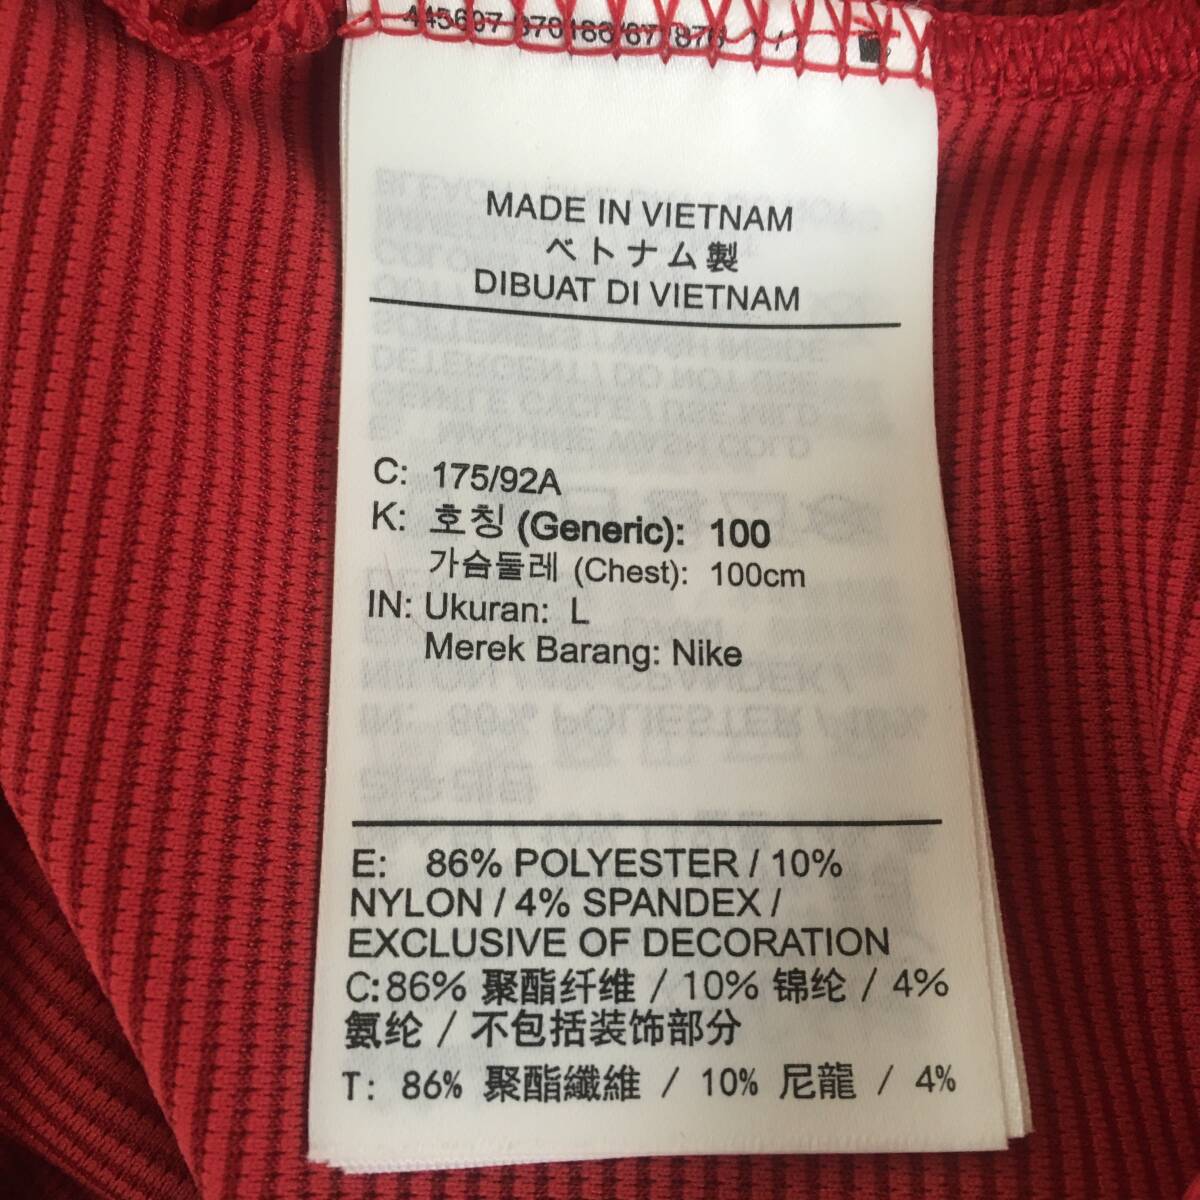 MADE IN VIETNAM
ベトナム製
DIBUAT DI VIETNAM
C: 175/92A
K: 호칭 (Generic): 100
가슴둘레 (Chest): 100cm
IN: Ukuran: L
Merek Barang: Nike
E: 86% POLYESTER / 10%
NYLON / 4% SPANDEX /
EXCLUSIVE OF DECORATION
C:86% 聚酯纤维 / 10% 锦纶 / 4%
氨纶 / 不包括装饰部分
T: 86% 聚酯纖維 / 10% 尼龍 / 4%